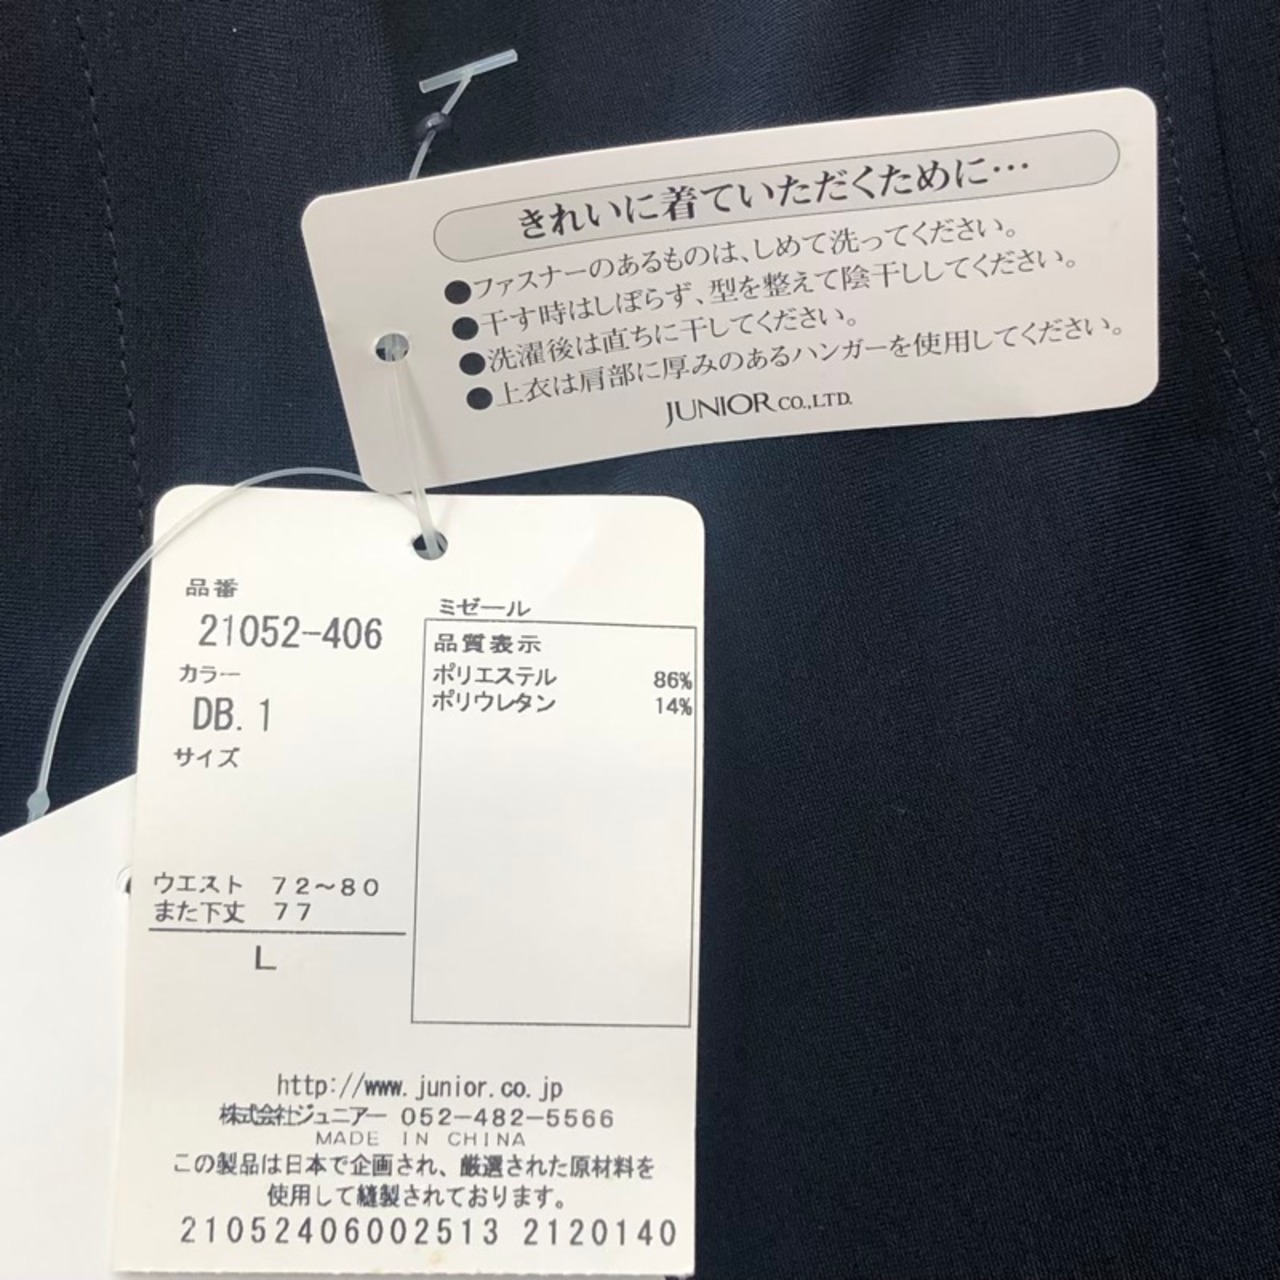 きれいに着ていただくために…
●ファスナーのあるものは、しめて洗ってください。
●干す時はしぼらず、型を整えて陰干ししてください。
●洗濯後は直ちに干してください。
●上衣は肩部に厚みのあるハンガーを使用してください。
JUNIOR CO.,LTD.
品番
21052-406
カラー
DB. 1
サイズ
ウエスト 72～80
また下丈 77
L
ミゼール
品質表示
ポリエステル 86%
ポリウレタン 14%
http://www.junior.co.jp
株式会社ジュニアー 052-482-5566
MADE IN CHINA
この製品は日本で企画され、厳選された原材料を
使用して縫製されております。
21052406002513 2120140